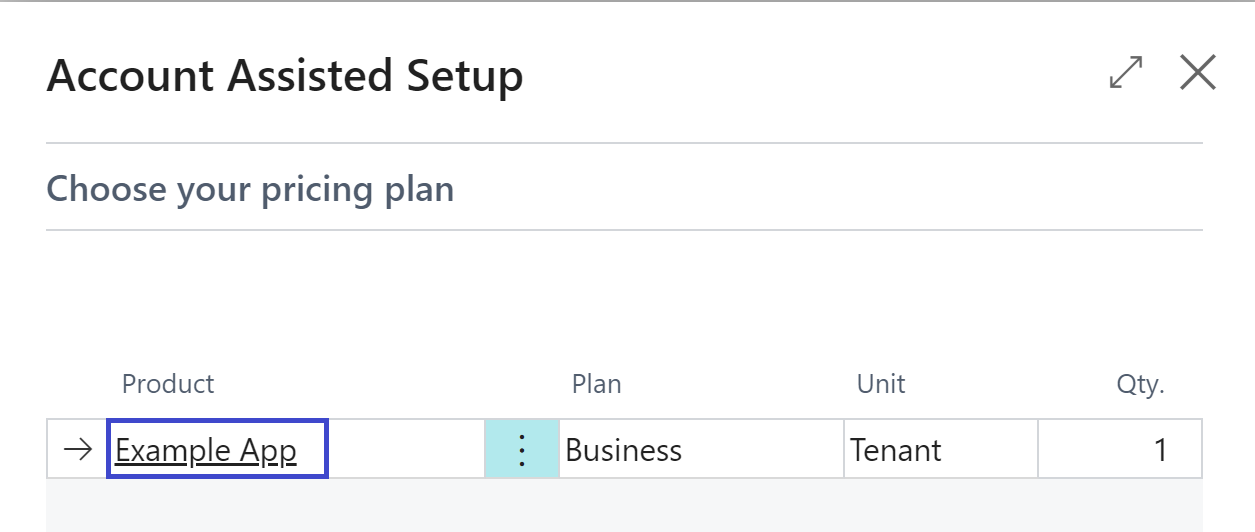 Account Assisted Setup
Choose your pricing plan
Product Plan Unit Qty.
Example App Business Tenant 1